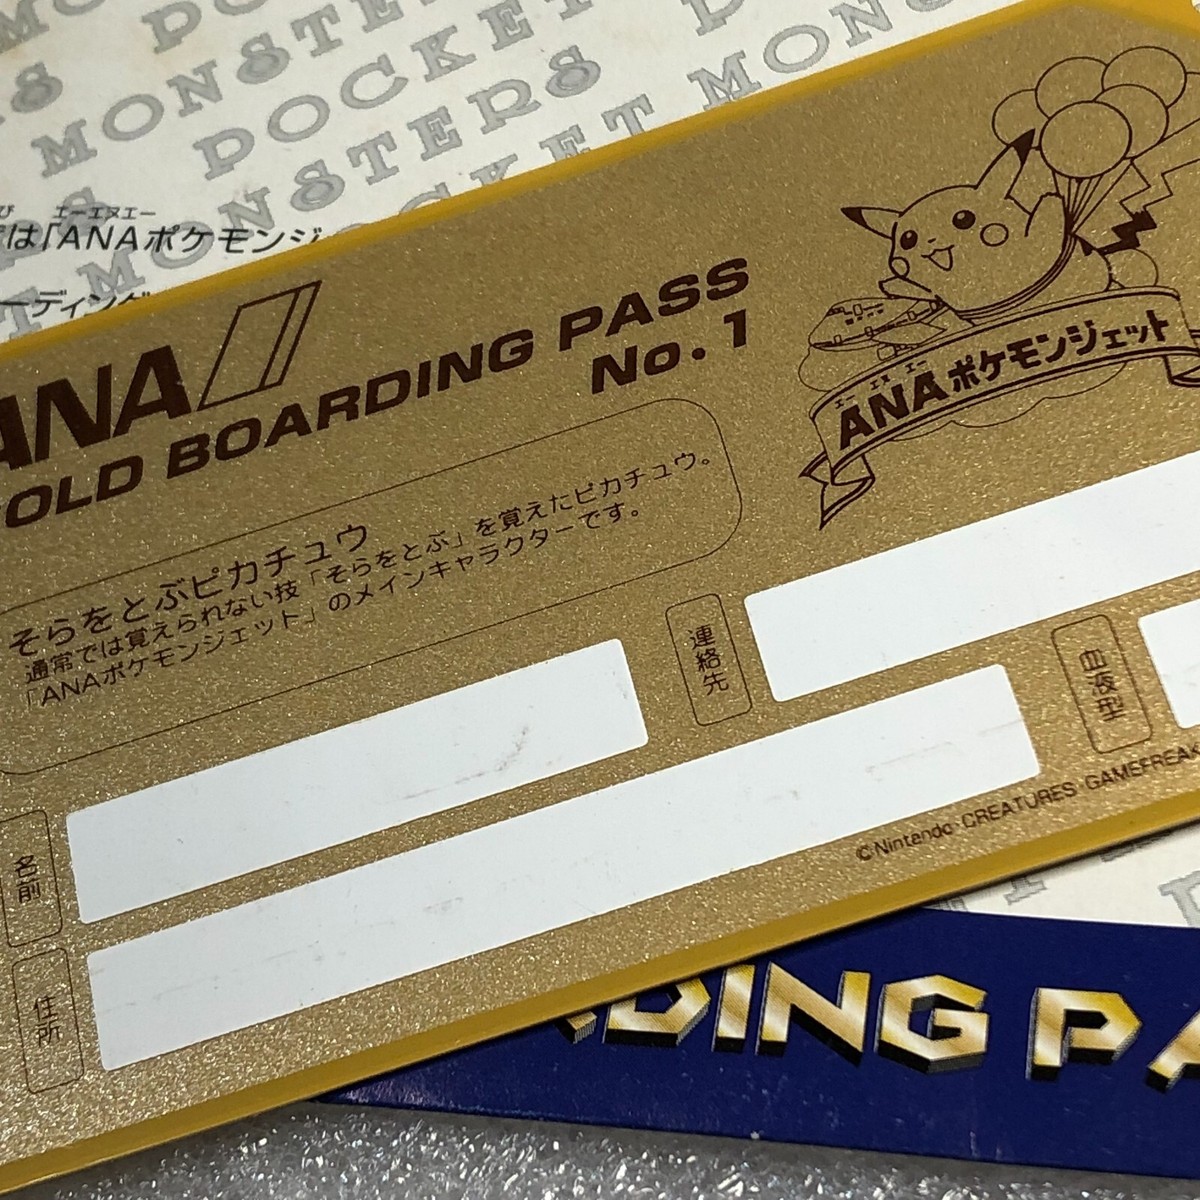 MONSTERS POCKET
MONSTERS POCKET MONSTERS
エーエヌエー
は「ANAポケモンジ
ーディング
ANA
GOLD BOARDING PASS
No.1
エー エヌ エー
ANAポケモンジェット
そらをとぶピカチュウ
通常では覚えられない技「そらをとぶ」を覚えたピカチュウ。
「ANAポケモンジェット」のメインキャラクターです。
連絡先
血液型
名前
住所
©Nintendo・CREATURES・GAMEFREAK
DING PA